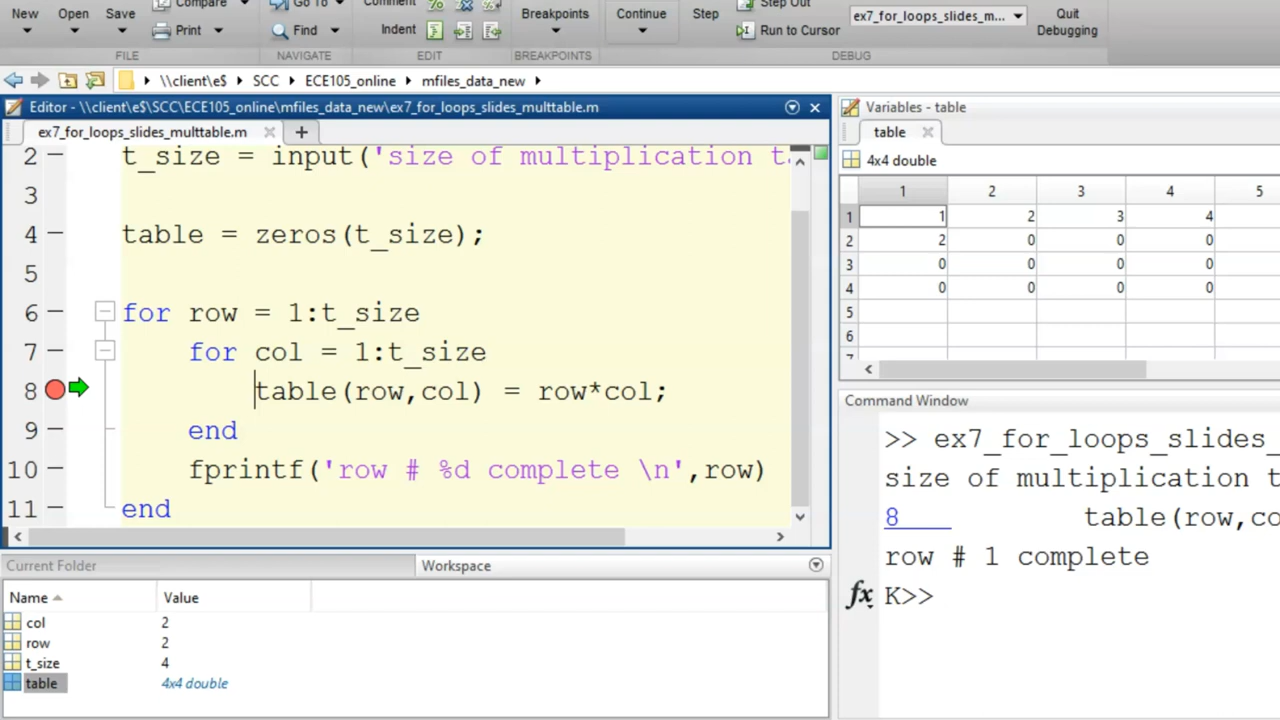 New Open Save Compare Go To Comment Breakpoints Continue Step Step Out ex7_for_loops_slides_m... Quit Debugging
Print Find Indent Run to Cursor
FILE NAVIGATE EDIT BREAKPOINTS DEBUG
\\client\e$ SCC ECE105_online mfiles_data_new
Editor - \\client\e$\SCC\ECE105_online\mfiles_data_new\ex7_for_loops_slides_multtable.m
ex7_for_loops_slides_multtable.m
2 t_size = input('size of multiplication
3
4 table = zeros(t_size);
5
6 for row = 1:t_size
7 for col = 1:t_size
8 table(row,col) = row*col;
9 end
10 fprintf('row # %d complete \n',row)
11 end
Variables - table
table
4x4 double
1 2 3 4 5
1 1 2 3 4
2 2 0 0 0
3 0 0 0 0
4 0 0 0 0
5
6
7
Command Window
>> ex7_for_loops_slides_
size of multiplication t
8 table(row,co
row # 1 complete
fx K>>
Current Folder
Workspace
Name Value
col 2
row 2
t_size 4
table 4x4 double